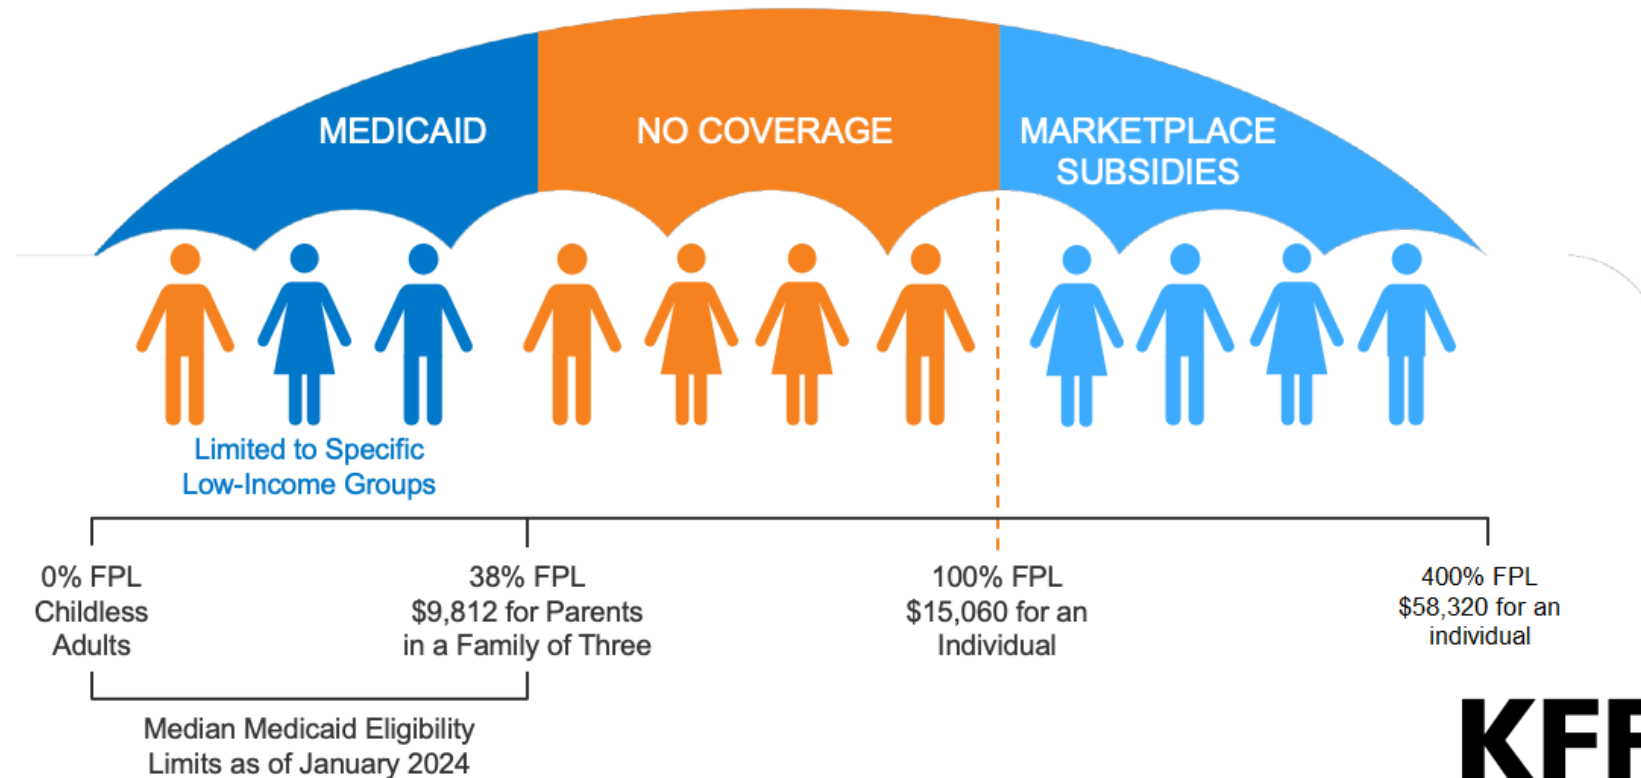 MEDICAID
NO COVERAGE
MARKETPLACE
SUBSIDIES
Limited to Specific
Low-Income Groups
0% FPL
Childless
Adults
38% FPL
$9,812 for Parents
in a Family of Three
100% FPL
$15,060 for an
Individual
400% FPL
$58,320 for an
individual
Median Medicaid Eligibility
Limits as of January 2024
KFF